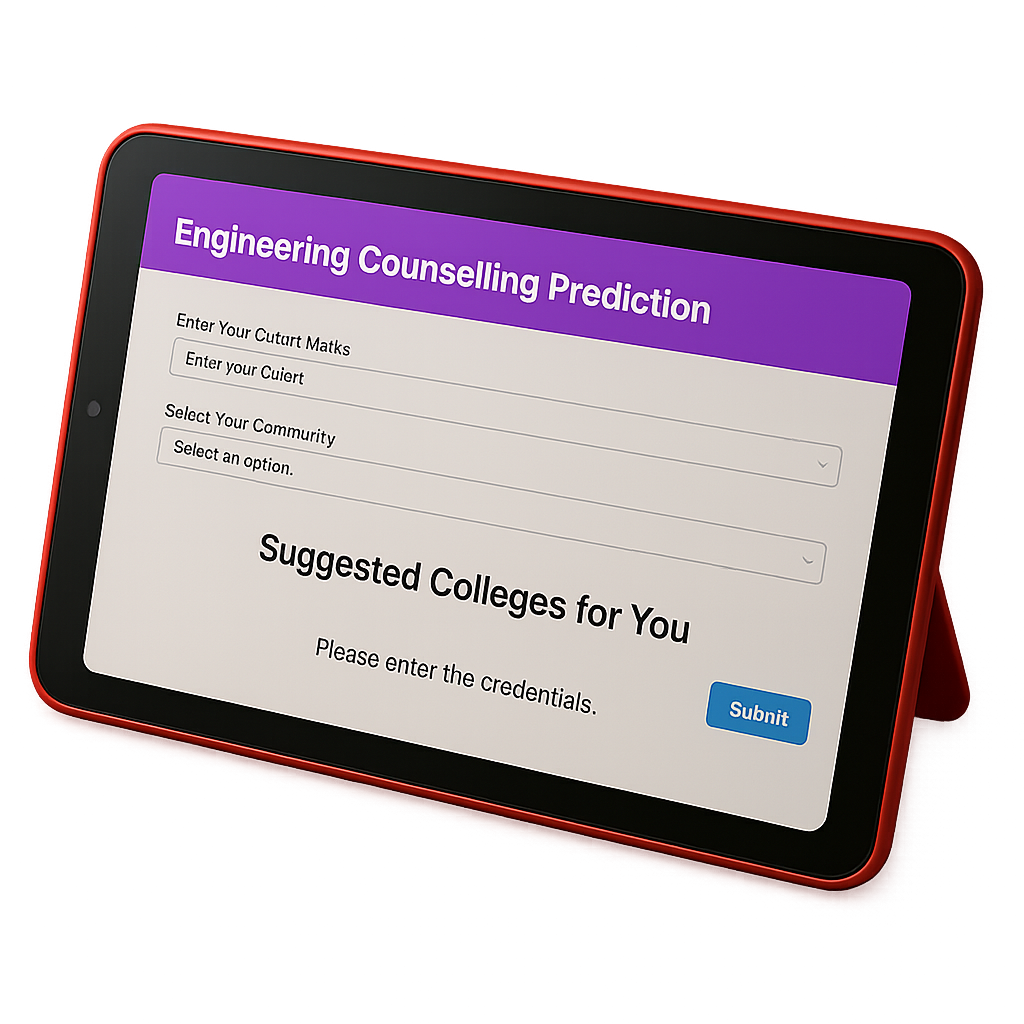 Engineering Counselling Prediction
Enter Your Cutart Matks
Enter your Cuiert
Select Your Commurity
Select an option.
Suggested Colleges for You
Please enter the credentials.
Subnit